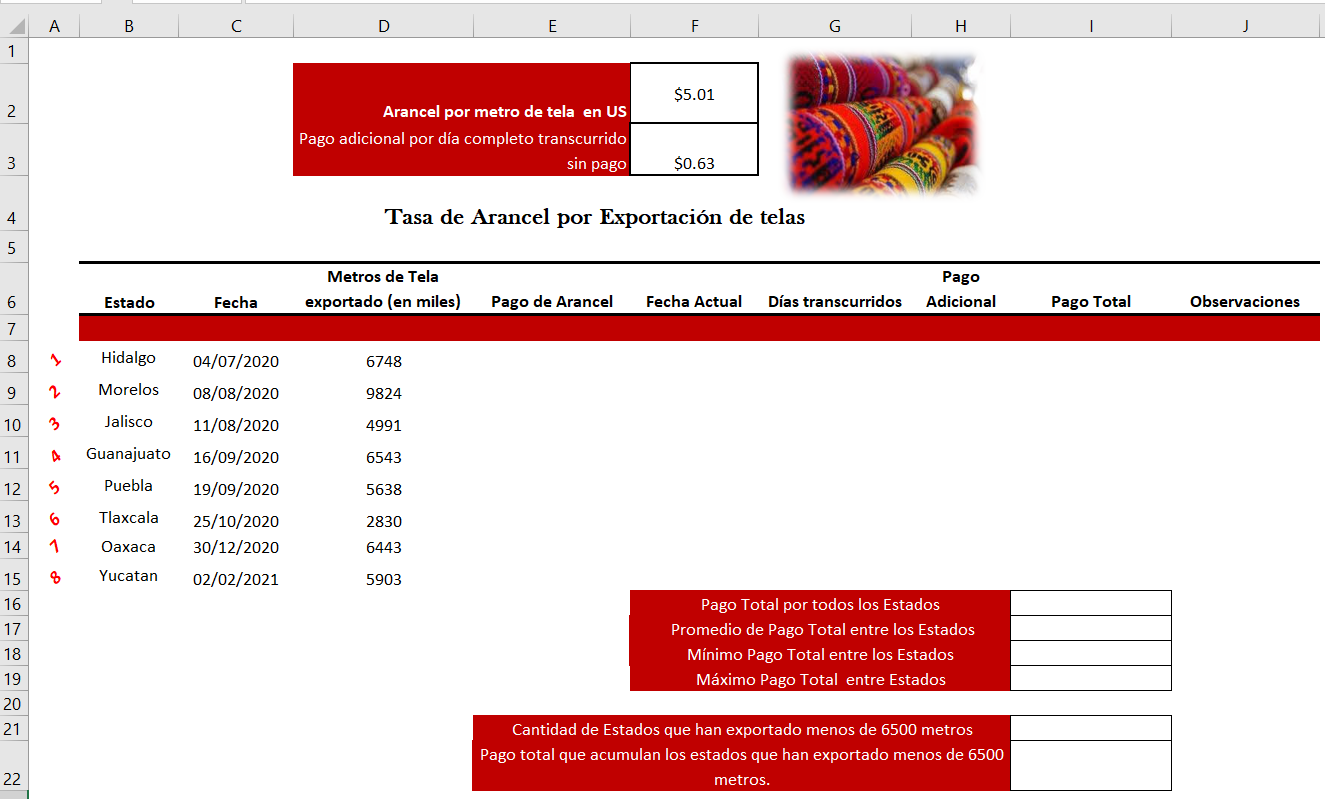 A B C D E F G H I J
1
2 Arancel por metro de tela  en US $5.01
Pago adicional por día completo transcurrido
3 sin pago $0.63
4 Tasa de Arancel por Exportación de telas
5
Metros de Tela Pago
6 Estado Fecha exportado (en miles) Pago de Arancel Fecha Actual Días transcurridos Adicional Pago Total Observaciones
7
8 1 Hidalgo 04/07/2020 6748
9 2 Morelos 08/08/2020 9824
10 3 Jalisco 11/08/2020 4991
11 4 Guanajuato 16/09/2020 6543
12 5 Puebla 19/09/2020 5638
13 6 Tlaxcala 25/10/2020 2830
14 7 Oaxaca 30/12/2020 6443
15 8 Yucatan 02/02/2021 5903
16 Pago Total por todos los Estados
17 Promedio de Pago Total entre los Estados
18 Mínimo Pago Total entre los Estados
19 Máximo Pago Total  entre Estados
20
21 Cantidad de Estados que han exportado menos de 6500 metros
Pago total que acumulan los estados que han exportado menos de 6500
22 metros.